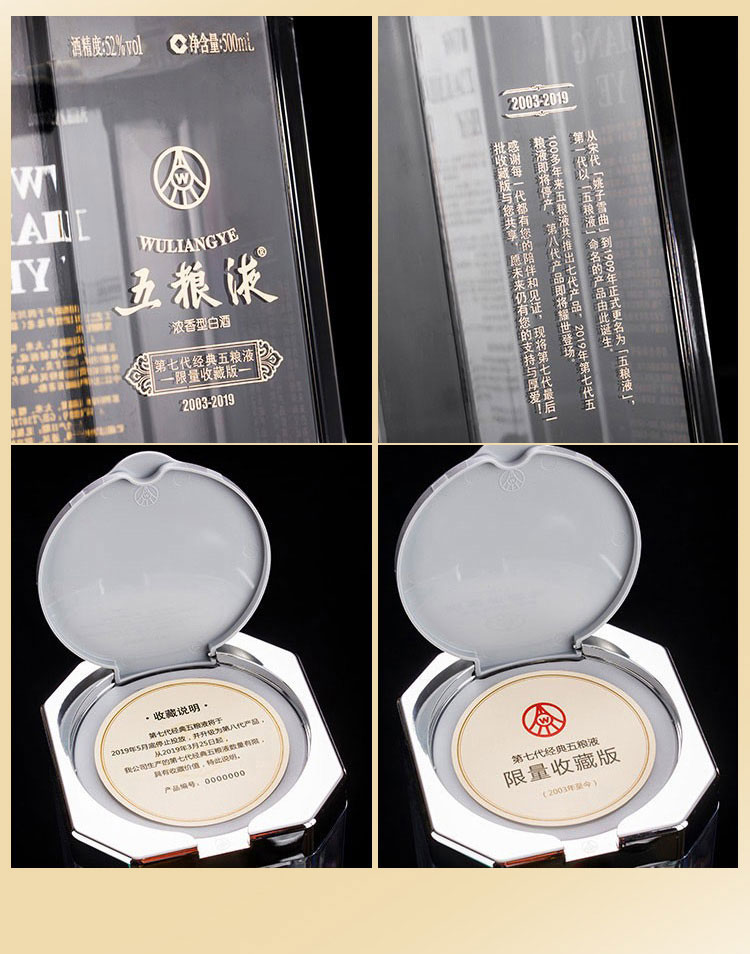 酒精度:52%vol
净含量:500mL
WULIANGYE
五粮液®
浓香型白酒
第七代经典五粮液
限量收藏版
2003-2019
2003-2019
从宋代「姚子雪曲」到1909年正式更名为「五粮液」，
第一代以「五粮液」命名的产品由此诞生。
100多年来五粮液共推出七代产品，2019年第七代五
粮液即将停产，第八代产品即将耀世登场。
感谢每一代都有您的陪伴和见证，现将第七代最后一
批收藏版与您共享，愿未来仍有您的支持与厚爱！
·收藏说明·
第七代经典五粮液将于
2019年5月底停止投放，并升级为第八代产品，
从2019年3月25日起，
我公司生产的第七代经典五粮液数量有限，
具有收藏价值，特此说明。
产品编号：0000000
第七代经典五粮液
限量收藏版
（2003年至今）